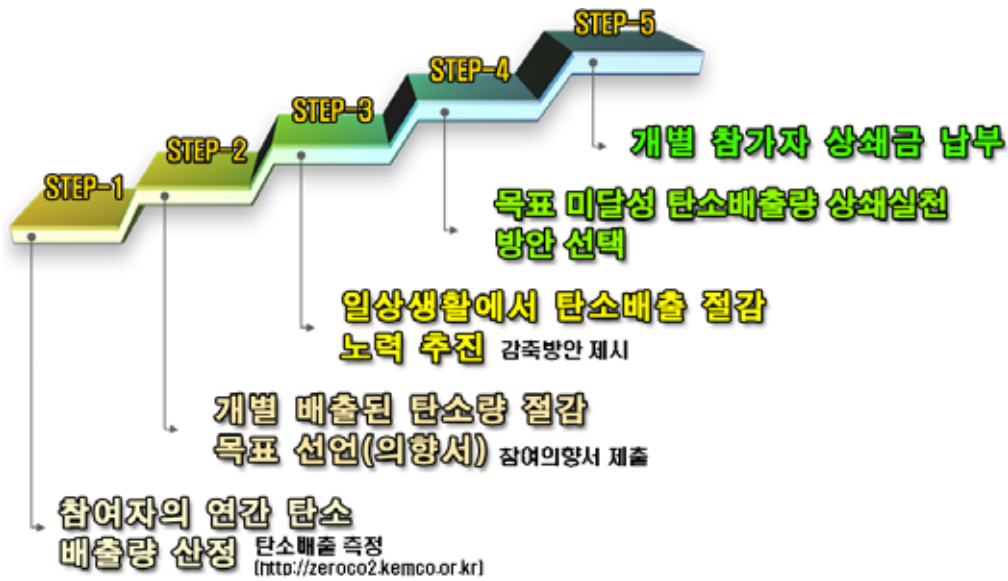 STEP-5
STEP-4
STEP-3
STEP-2
STEP-1
개별 참가자 상쇄금 납부
목표 미달성 탄소배출량 상쇄실천
방안 선택
일상생활에서 탄소배출 절감
노력 추진 감축방안 제시
개별 배출된 탄소량 절감
목표 선언(의향서) 참여의향서 제출
참여자의 연간 탄소
배출량 산정 탄소배출 측정
(http://zeroco2.kemco.or.kr)